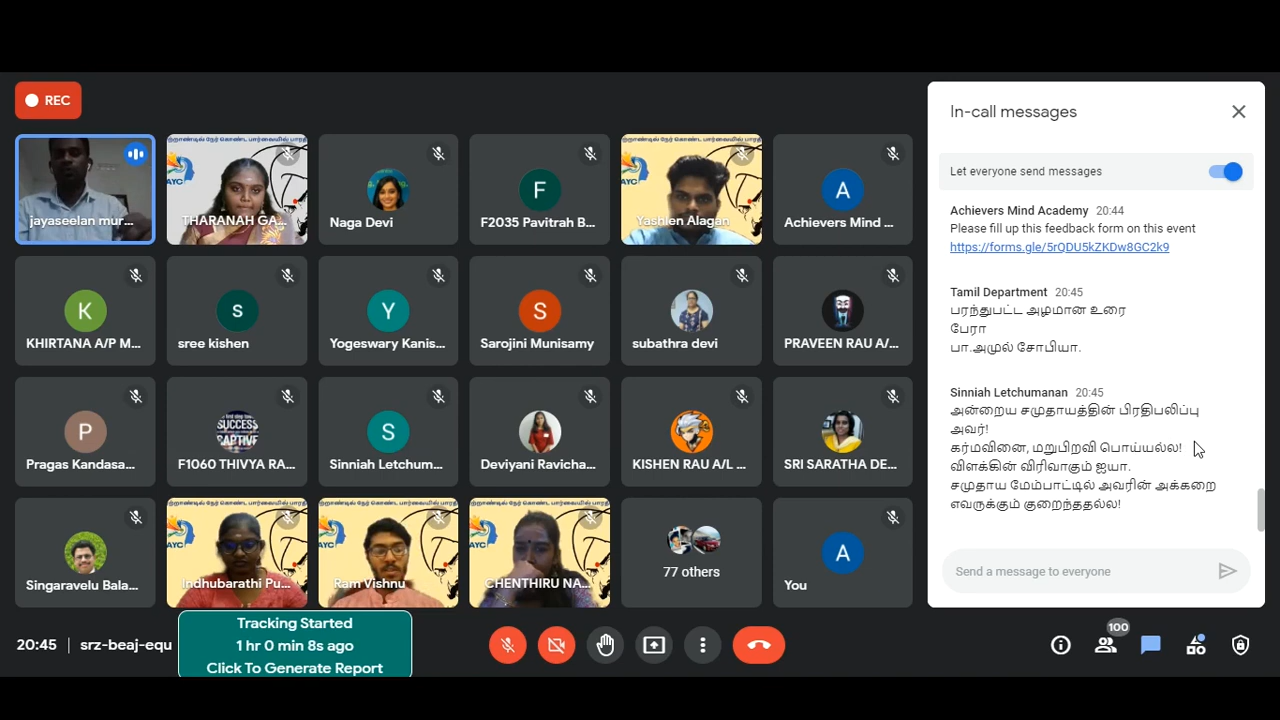 REC
In-call messages
Let everyone send messages
Achievers Mind Academy 20:44
Please fill up this feedback form on this event
https://forms.gle/5rQDU5kZKDw8GC2k9
Tamil Department 20:45
பரந்துபட்ட அழமான உரை
பேரா
பா.அமுல் சோபியா.
Sinniah Letchumanan 20:45
அன்றைய சமுதாயத்தின் பிரதிபலிப்பு
அவர்!
கர்மவினை, மறுபிறவி பொய்யல்ல!
விளக்கின் விரிவாகும் ஐயா.
சமுதாய மேம்பாட்டில் அவரின் அக்கறை
எவருக்கும் குறைந்ததல்ல!
Send a message to everyone
jayaseelan mur...
THARANAH GA...
Naga Devi
F
F2035 Pavitrah B...
Yashlen Alagan
A
Achievers Mind ...
K
KHIRTANA A/P M...
s
sree kishen
Y
Yogeswary Kanis...
S
Sarojini Munisamy
subathra devi
PRAVEEN RAU A/...
P
Pragas Kandasa...
SUCCESS
CAPTIVE
F1060 THIVYA RA...
S
Sinniah Letchum...
Deviyani Ravicha...
KISHEN RAU A/L ...
SRI SARATHA DE...
Singaravelu Bala...
AYC
Indhubarathi Pu...
Ram Vishnu
CHENTHIRU NA...
77 others
A
You
20:45 | srz-beaj-equ
Tracking Started
1 hr 0 min 8s ago
Click To Generate Report
100